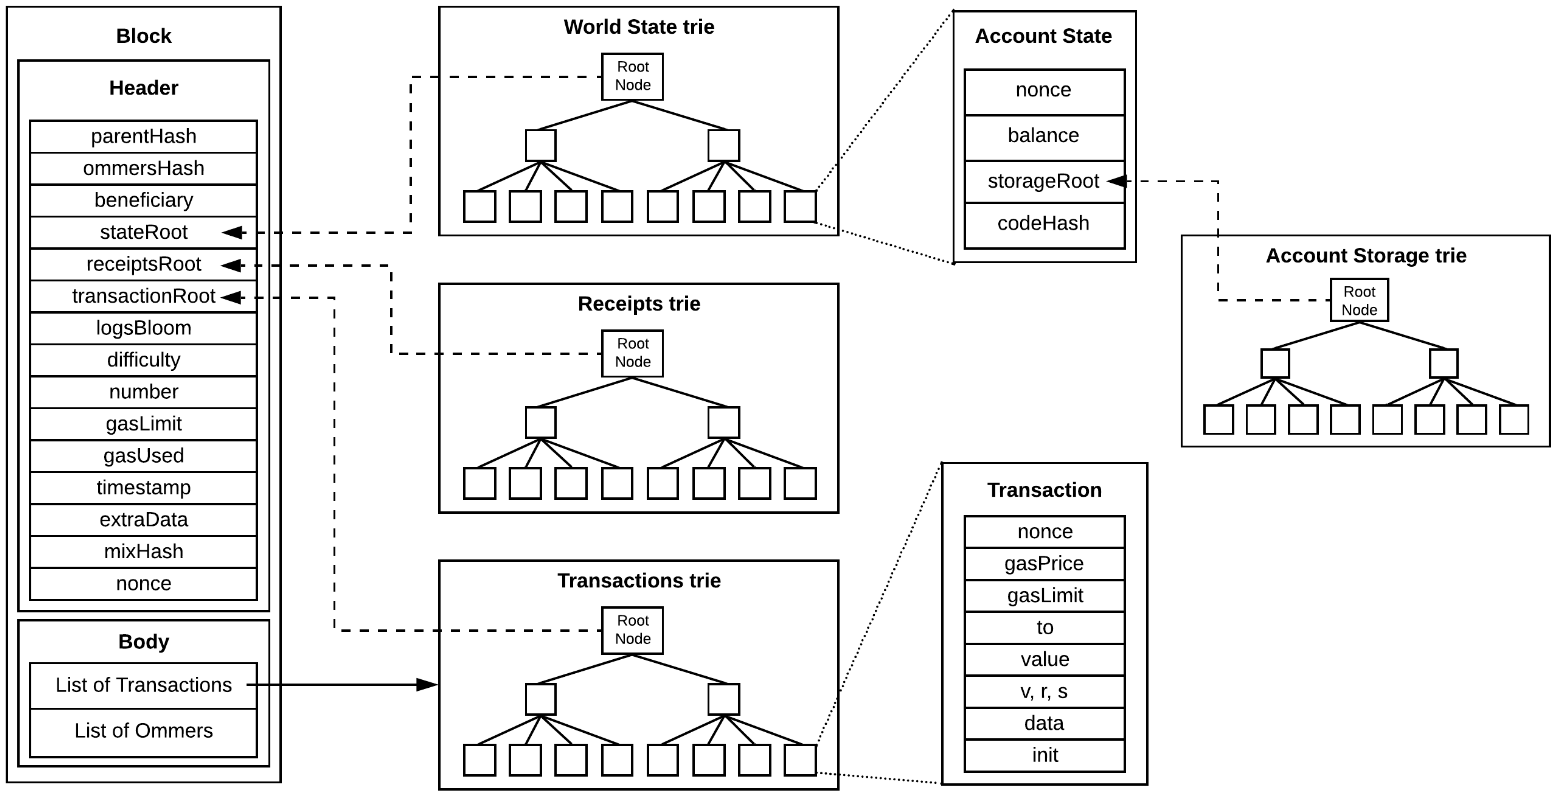 Block
Header
parentHash
ommersHash
beneficiary
stateRoot
receiptsRoot
transactionRoot
logsBloom
difficulty
number
gasLimit
gasUsed
timestamp
extraData
mixHash
nonce
Body
List of Transactions
List of Ommers
World State trie
Root
Node
Receipts trie
Root
Node
Transactions trie
Root
Node
Account State
nonce
balance
storageRoot
codeHash
Account Storage trie
Root
Node
Transaction
nonce
gasPrice
gasLimit
to
value
v, r, s
data
init